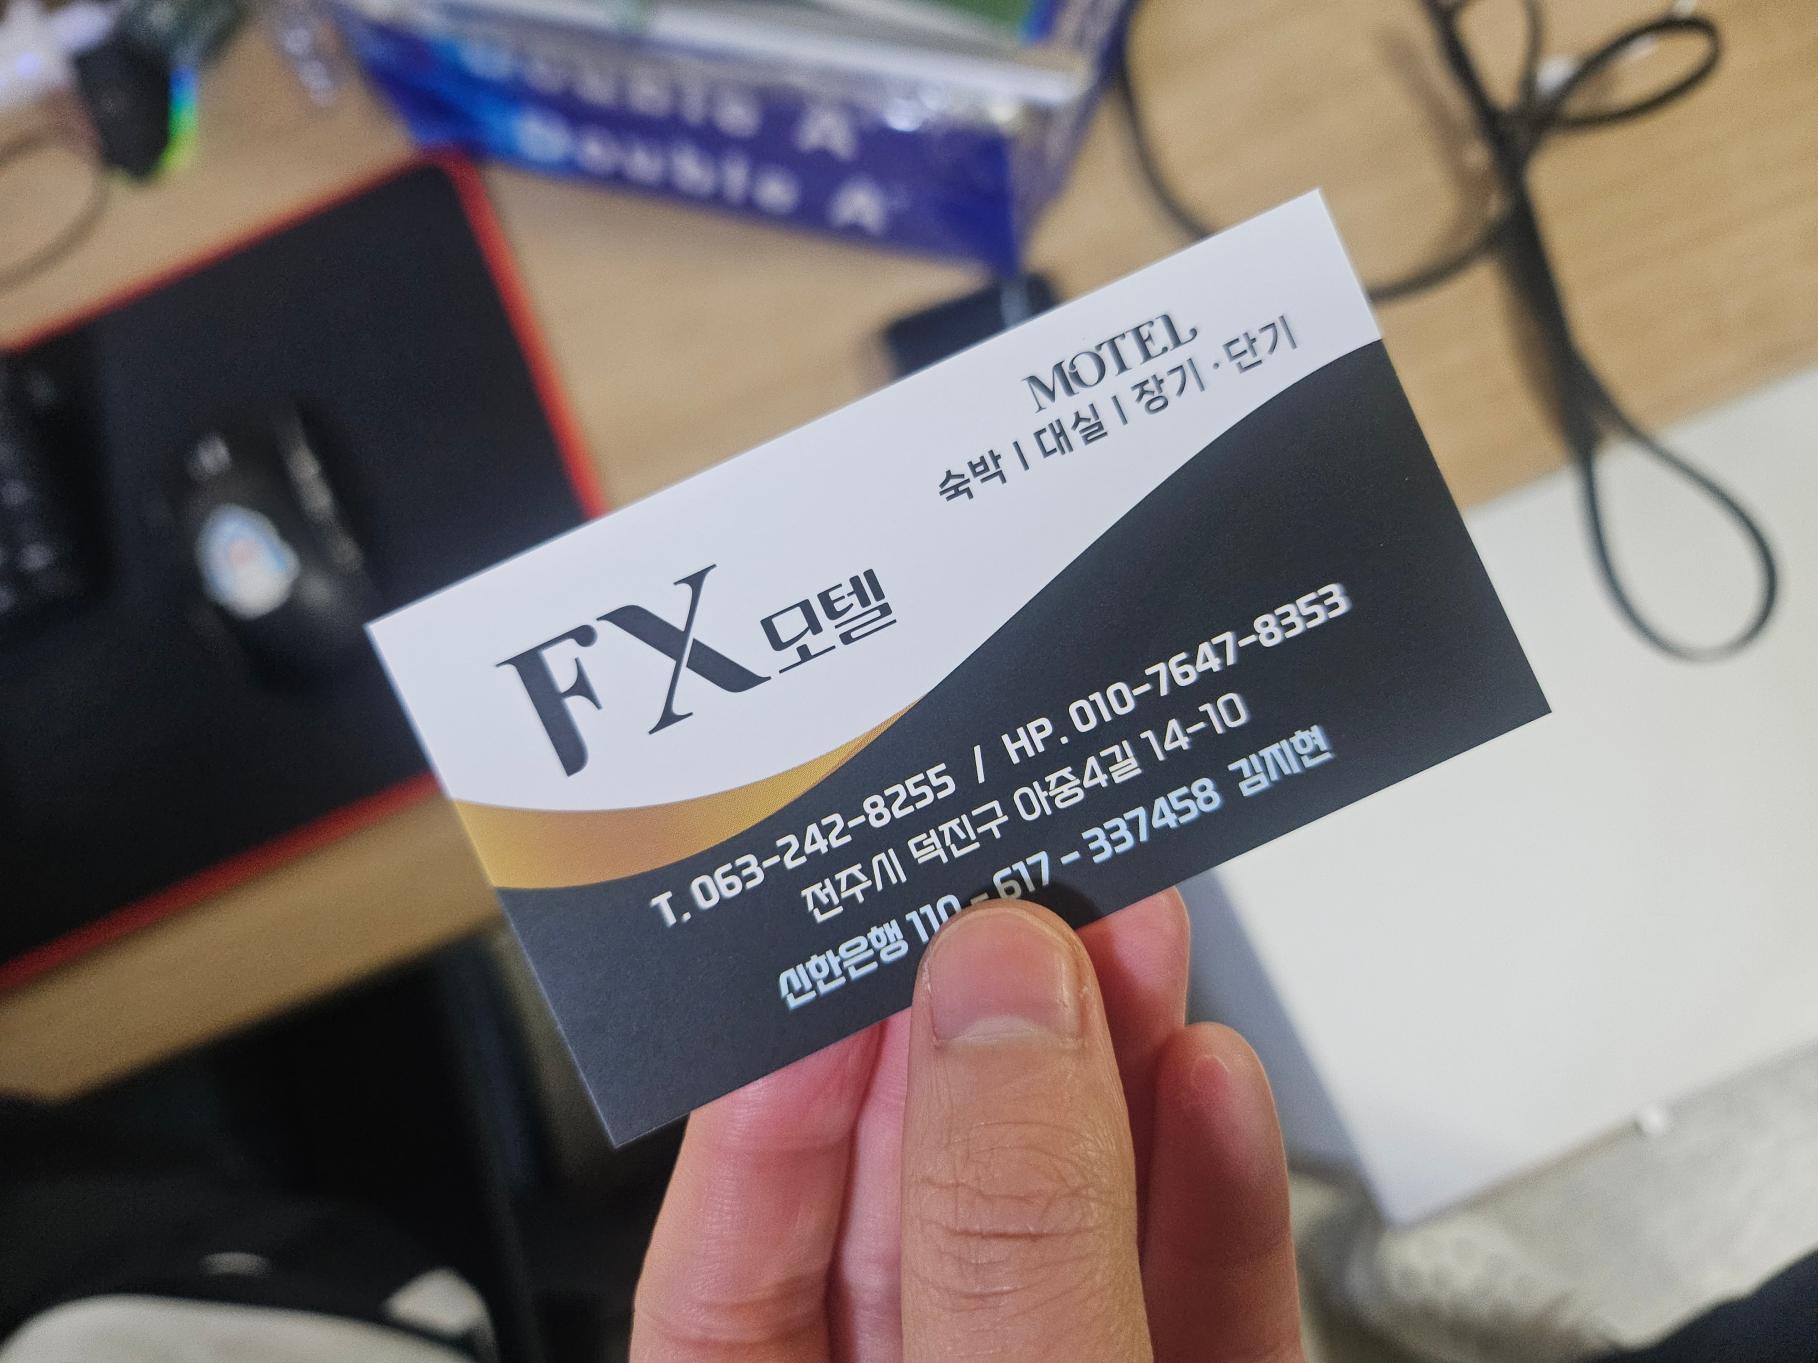 Double A
Double A
MOTEL
숙박 | 대실 | 장기·단기
FX 모텔
T. 063-242-8255 / HP. 010-7647-8353
전주시 덕진구 아중4길 14-10
신한은행 110 - 617 - 337458 김지현